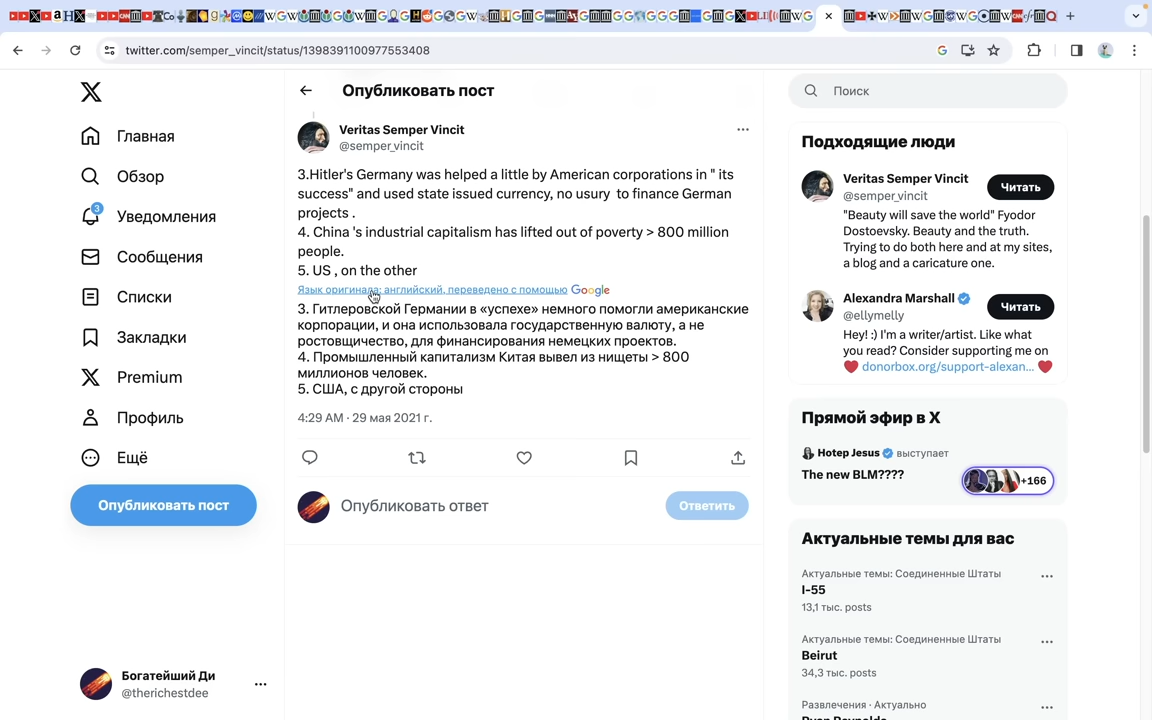 twitter.com/semper_vincit/status/1398391100977553408
Опубликовать пост
Поиск
Главная
Обзор
3
Уведомления
Сообщения
Списки
Закладки
Premium
Профиль
Ещё
Опубликовать пост
Богатейший Ди
@therichestdee
Veritas Semper Vincit
@semper_vincit
3.Hitler's Germany was helped a little by American corporations in " its
success" and used state issued currency, no usury to finance German
projects .
4. China 's industrial capitalism has lifted out of poverty > 800 million
people.
5. US , on the other
Язык оригинала: английский, переведено с помощью Google
3. Гитлеровской Германии в «успехе» немного помогли американские
корпорации, и она использовала государственную валюту, а не
ростовщичество, для финансирования немецких проектов.
4. Промышленный капитализм Китая вывел из нищеты > 800
миллионов человек.
5. США, с другой стороны
4:29 AM · 29 мая 2021 г.
Опубликовать ответ
Ответить
Подходящие люди
Veritas Semper Vincit
@semper_vincit
Читать
"Beauty will save the world" Fyodor
Dostoevsky. Beauty and the truth.
Trying to do both here and at my sites,
a blog and a caricature one.
Alexandra Marshall
@ellymelly
Читать
Hey! :) I'm a writer/artist. Like what
you read? Consider supporting me on
donorbox.org/support-alexan...
Прямой эфир в X
Hotep Jesus выступает
The new BLM????
+166
Актуальные темы для вас
Актуальные темы: Соединенные Штаты
I-55
13,1 тыс. posts
Актуальные темы: Соединенные Штаты
Beirut
34,3 тыс. posts
Развлечения · Актуально
Ryan Reynolds